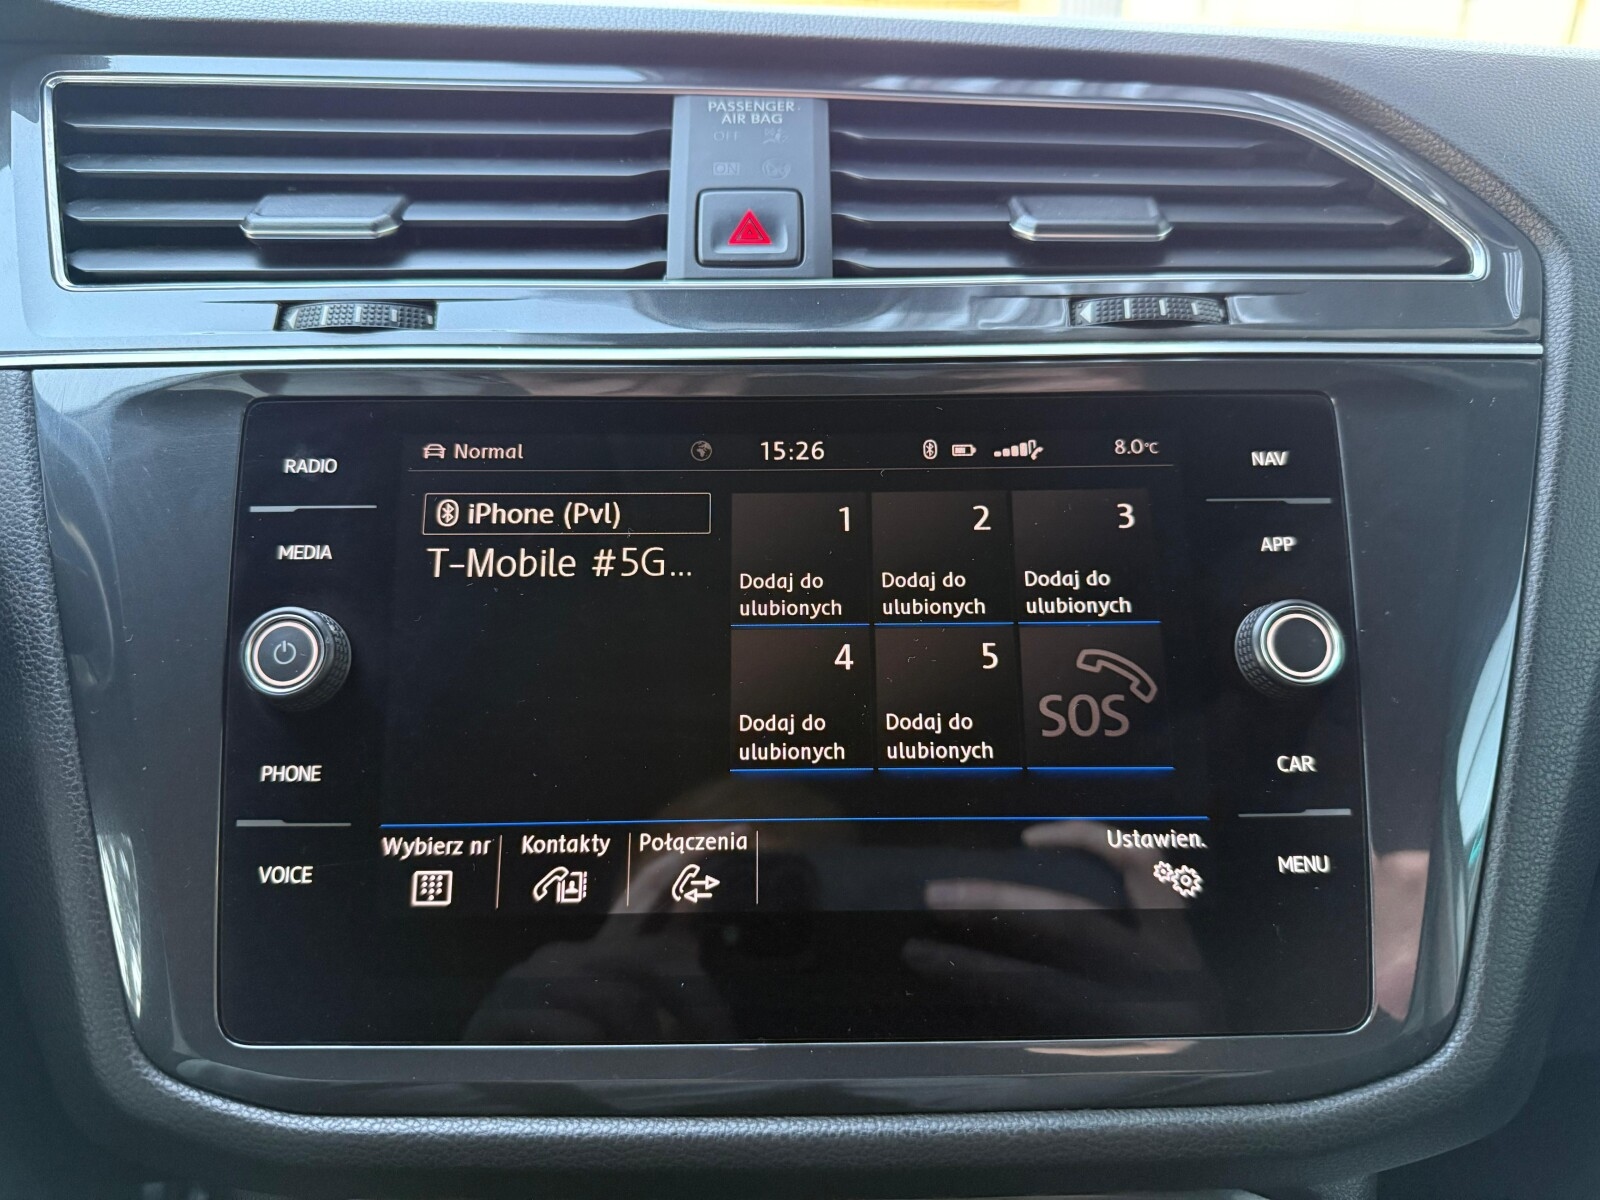 PASSENGER
AIR BAG
OFF
ON
RADIO
MEDIA
PHONE
VOICE
Normal
15:26
8.0°C
iPhone (Pvl)
T-Mobile #5G...
1
Dodaj do
ulubionych
2
Dodaj do
ulubionych
3
Dodaj do
ulubionych
4
Dodaj do
ulubionych
5
Dodaj do
ulubionych
SOS
Wybierz nr
Kontakty
Połączenia
Ustawien.
NAV
APP
CAR
MENU